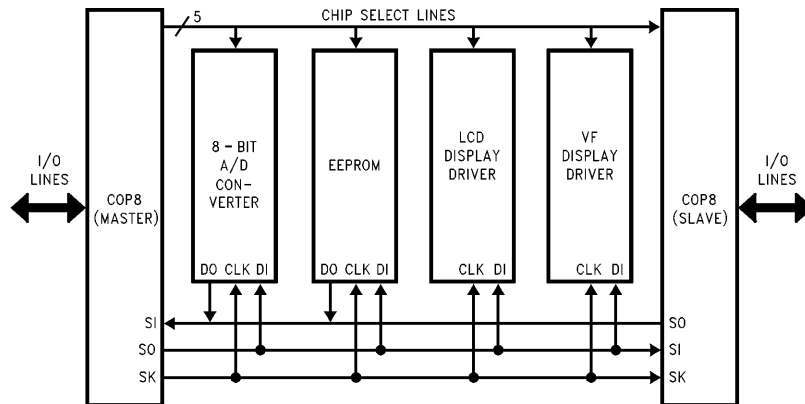 5
CHIP SELECT LINES
I/O
LINES
COP8
(MASTER)
8 - BIT
A/D
CON-
VERTER
EEPROM
LCD
DISPLAY
DRIVER
VF
DISPLAY
DRIVER
COP8
(SLAVE)
I/O
LINES
DO CLK DI
DO CLK DI
CLK DI
CLK DI
SI
SO
SO
SI
SK
SK